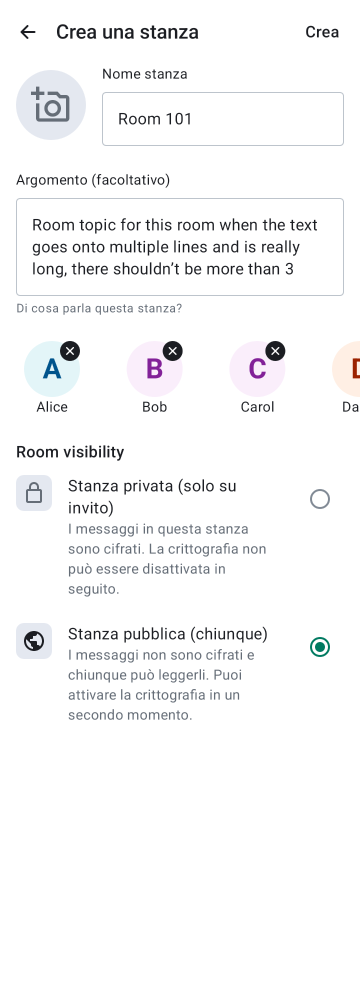 Crea una stanza
Crea
Nome stanza
Room 101
Argomento (facoltativo)
Room topic for this room when the text
goes onto multiple lines and is really
long, there shouldn’t be more than 3
Di cosa parla questa stanza?
A
B
C
Alice
Bob
Carol
Da
Room visibility
Stanza privata (solo su
invito)
I messaggi in questa stanza
sono cifrati. La crittografia non
può essere disattivata in
seguito.
Stanza pubblica (chiunque)
I messaggi non sono cifrati e
chiunque può leggerli. Puoi
attivare la crittografia in un
secondo momento.